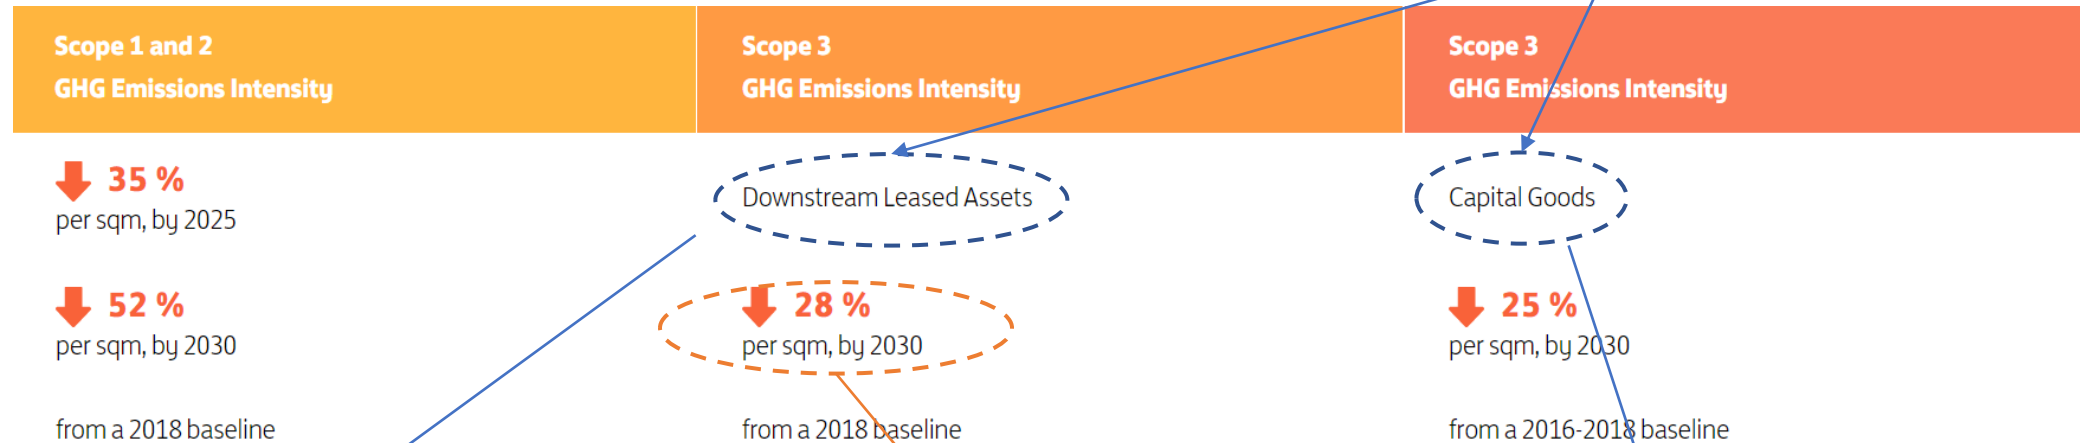 Scope 1 and 2
GHG Emissions Intensity
35 %
per sqm, by 2025
52 %
per sqm, by 2030
from a 2018 baseline
Scope 3
GHG Emissions Intensity
Downstream Leased Assets
28 %
per sqm, by 2030
from a 2018 baseline
Scope 3
GHG Emissions Intensity
Capital Goods
25 %
per sqm, by 2030
from a 2016-2018 baseline